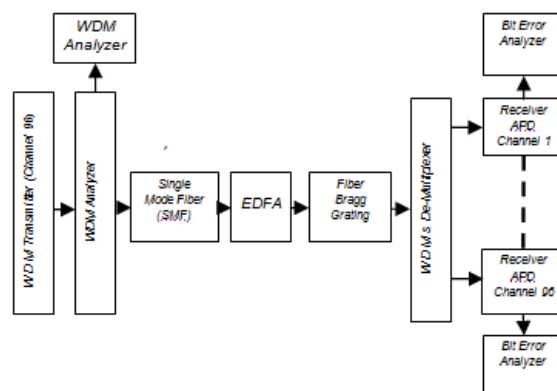 WDM
Analyzer
Bit Error
Analyzer
WDM Transmitter (Channel 96)
WDM Analyzer
Single
Mode Fiber
(SMF)
EDFA
Fiber
Bragg
Grating
WDM s De-Multiplexer
Receiver
APD
Channel 1
Receiver
APD
Channel 96
Bit Error
Analyzer